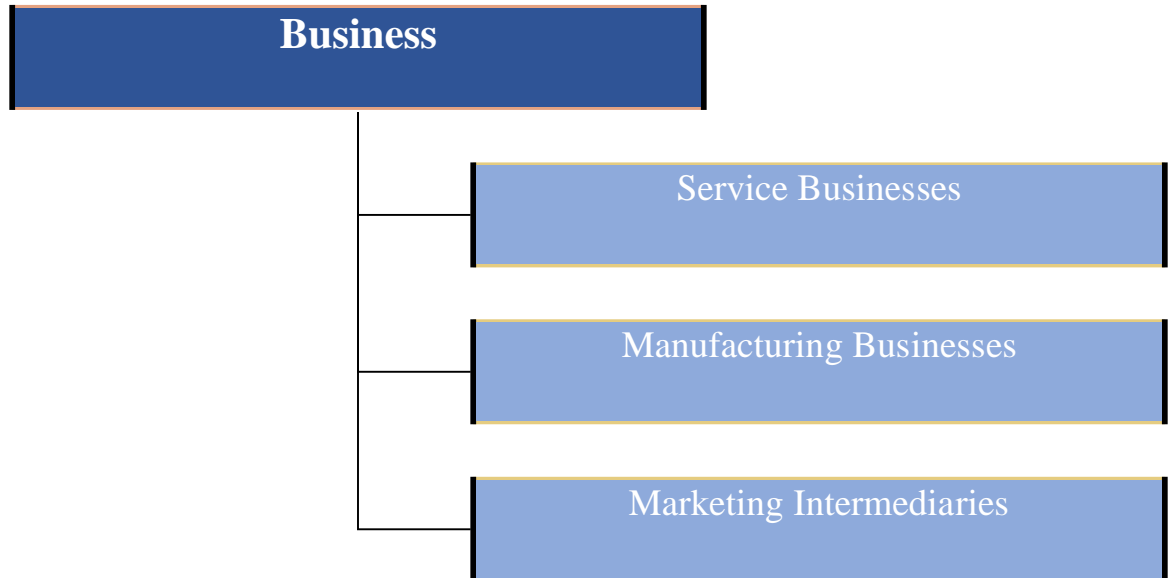 Business
Service Businesses
Manufacturing Businesses
Marketing Intermediaries